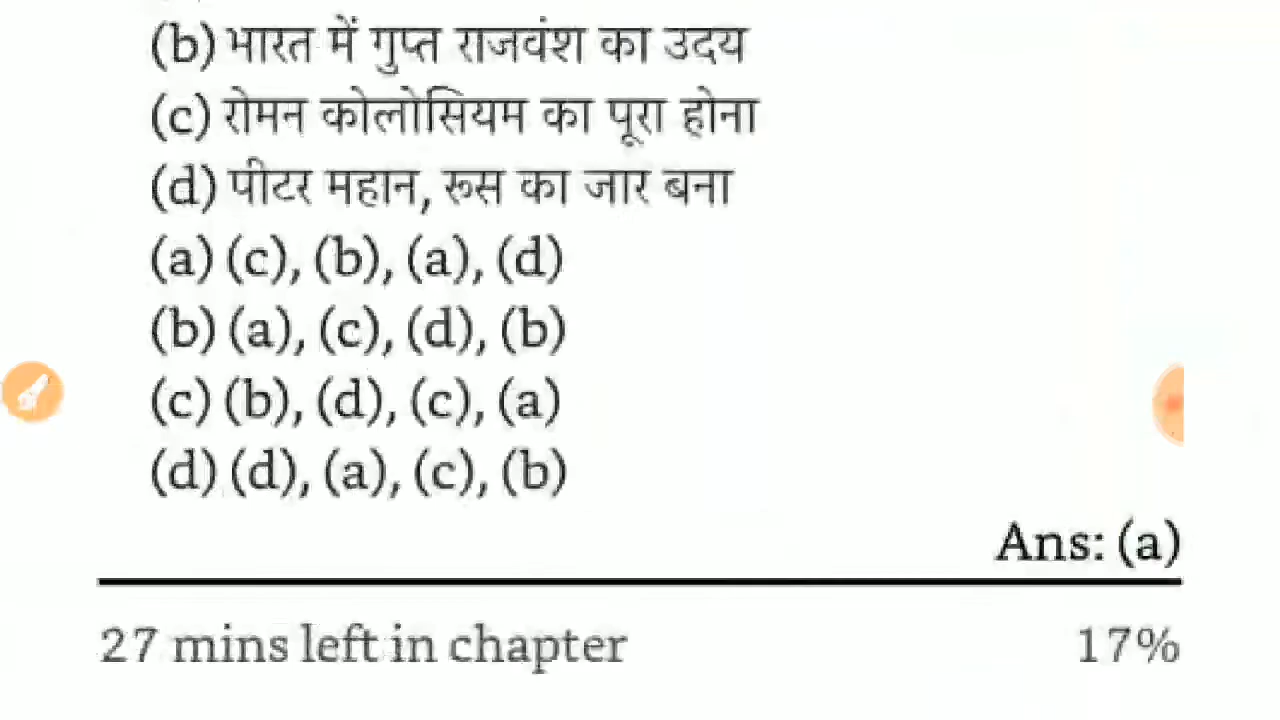 (b) भारत में गुप्त राजवंश का उदय
(c) रोमन कोलोसियम का पूरा होना
(d) पीटर महान, रूस का जार बना
(a) (c), (b), (a), (d)
(b) (a), (c), (d), (b)
(c) (b), (d), (c), (a)
(d) (d), (a), (c), (b)
Ans: (a)
27 mins left in chapter 17%